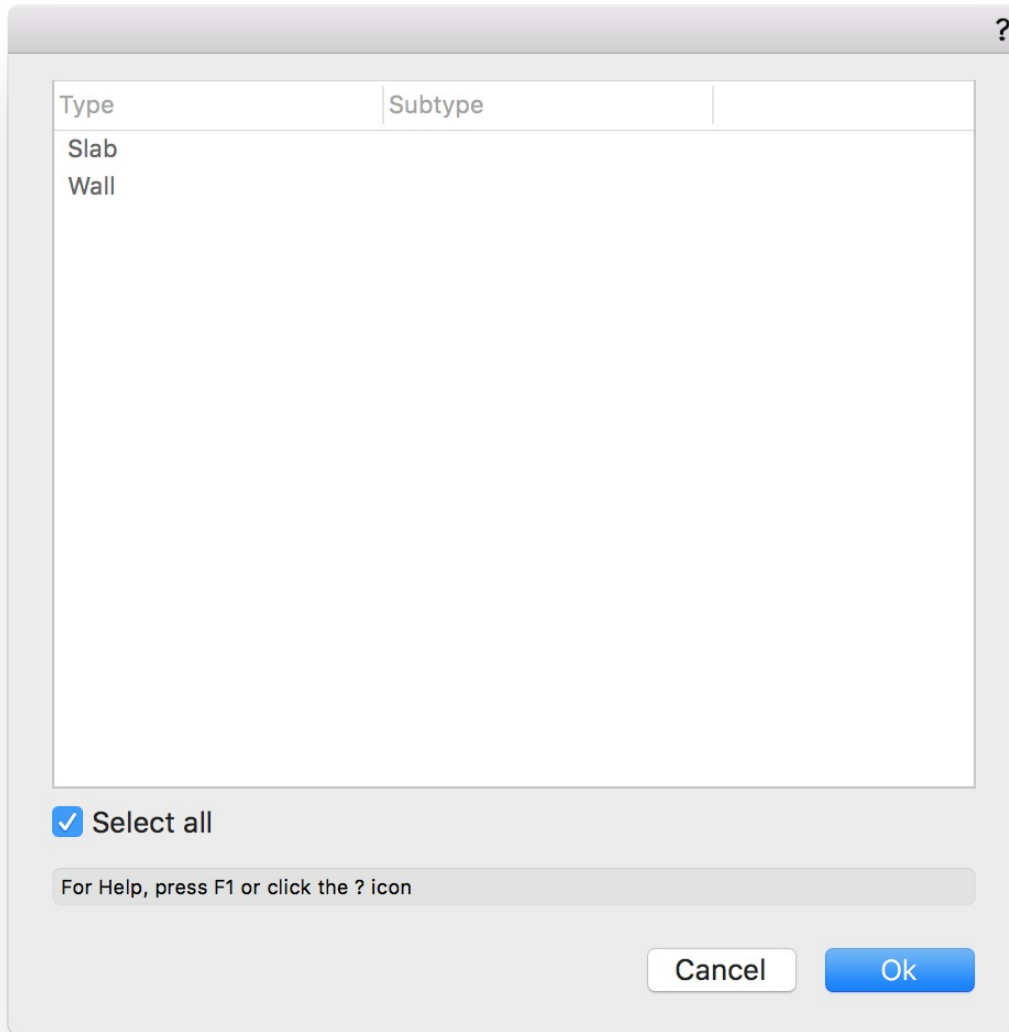 ?
Type Subtype
Slab
Wall
Select all
For Help, press F1 or click the ? icon
Cancel Ok